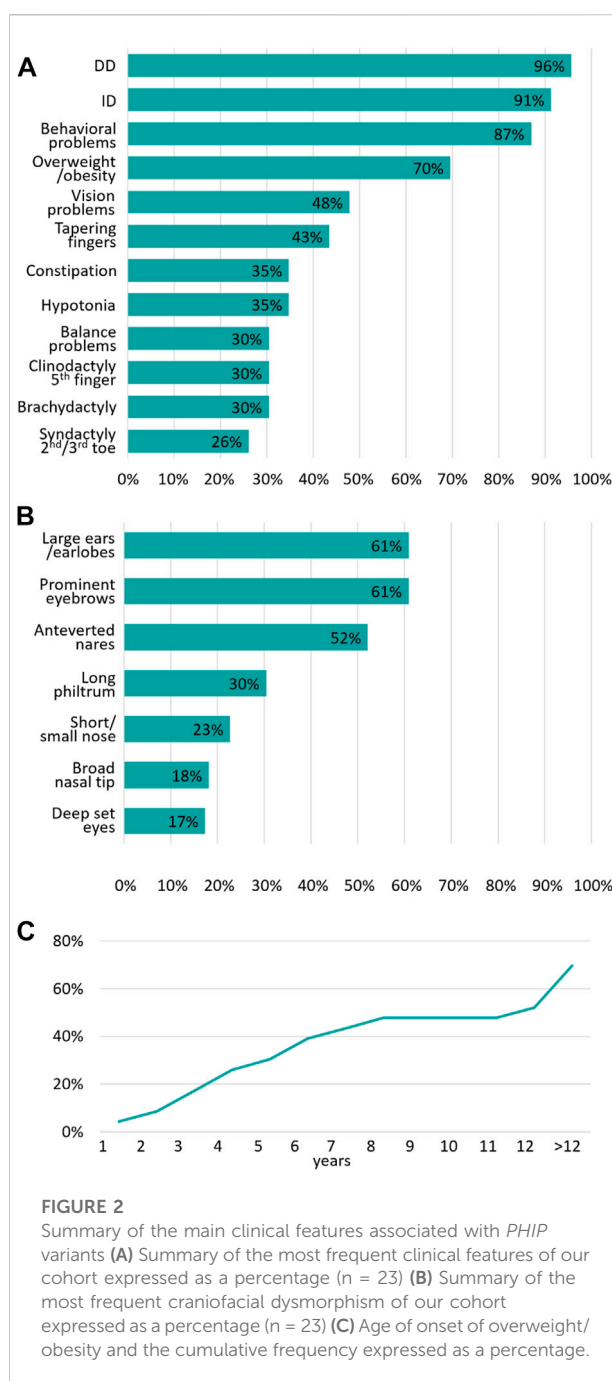 A
DD
96%
ID
91%
Behavioral
problems
87%
Overweight
/obesity
70%
Vision
problems
48%
Tapering
fingers
43%
Constipation
35%
Hypotonia
35%
Balance
problems
30%
Clinodactyly
5th finger
30%
Brachydactyly
30%
Syndactyly
2nd/3rd toe
26%
0% 10% 20% 30% 40% 50% 60% 70% 80% 90% 100%
B
Large ears
/earlobes
61%
Prominent
eyebrows
61%
Anteverted
nares
52%
Long
philtrum
30%
Short/
small nose
23%
Broad
nasal tip
18%
Deep set
eyes
17%
0% 10% 20% 30% 40% 50% 60% 70% 80% 90% 100%
C
80%
60%
40%
20%
0%
1 2 3 4 5 6 7 8 9 10 11 12 >12
years
FIGURE 2
Summary of the main clinical features associated with PHIP
variants (A) Summary of the most frequent clinical features of our
cohort expressed as a percentage (n = 23) (B) Summary of the
most frequent craniofacial dysmorphism of our cohort
expressed as a percentage (n = 23) (C) Age of onset of overweight/
obesity and the cumulative frequency expressed as a percentage.